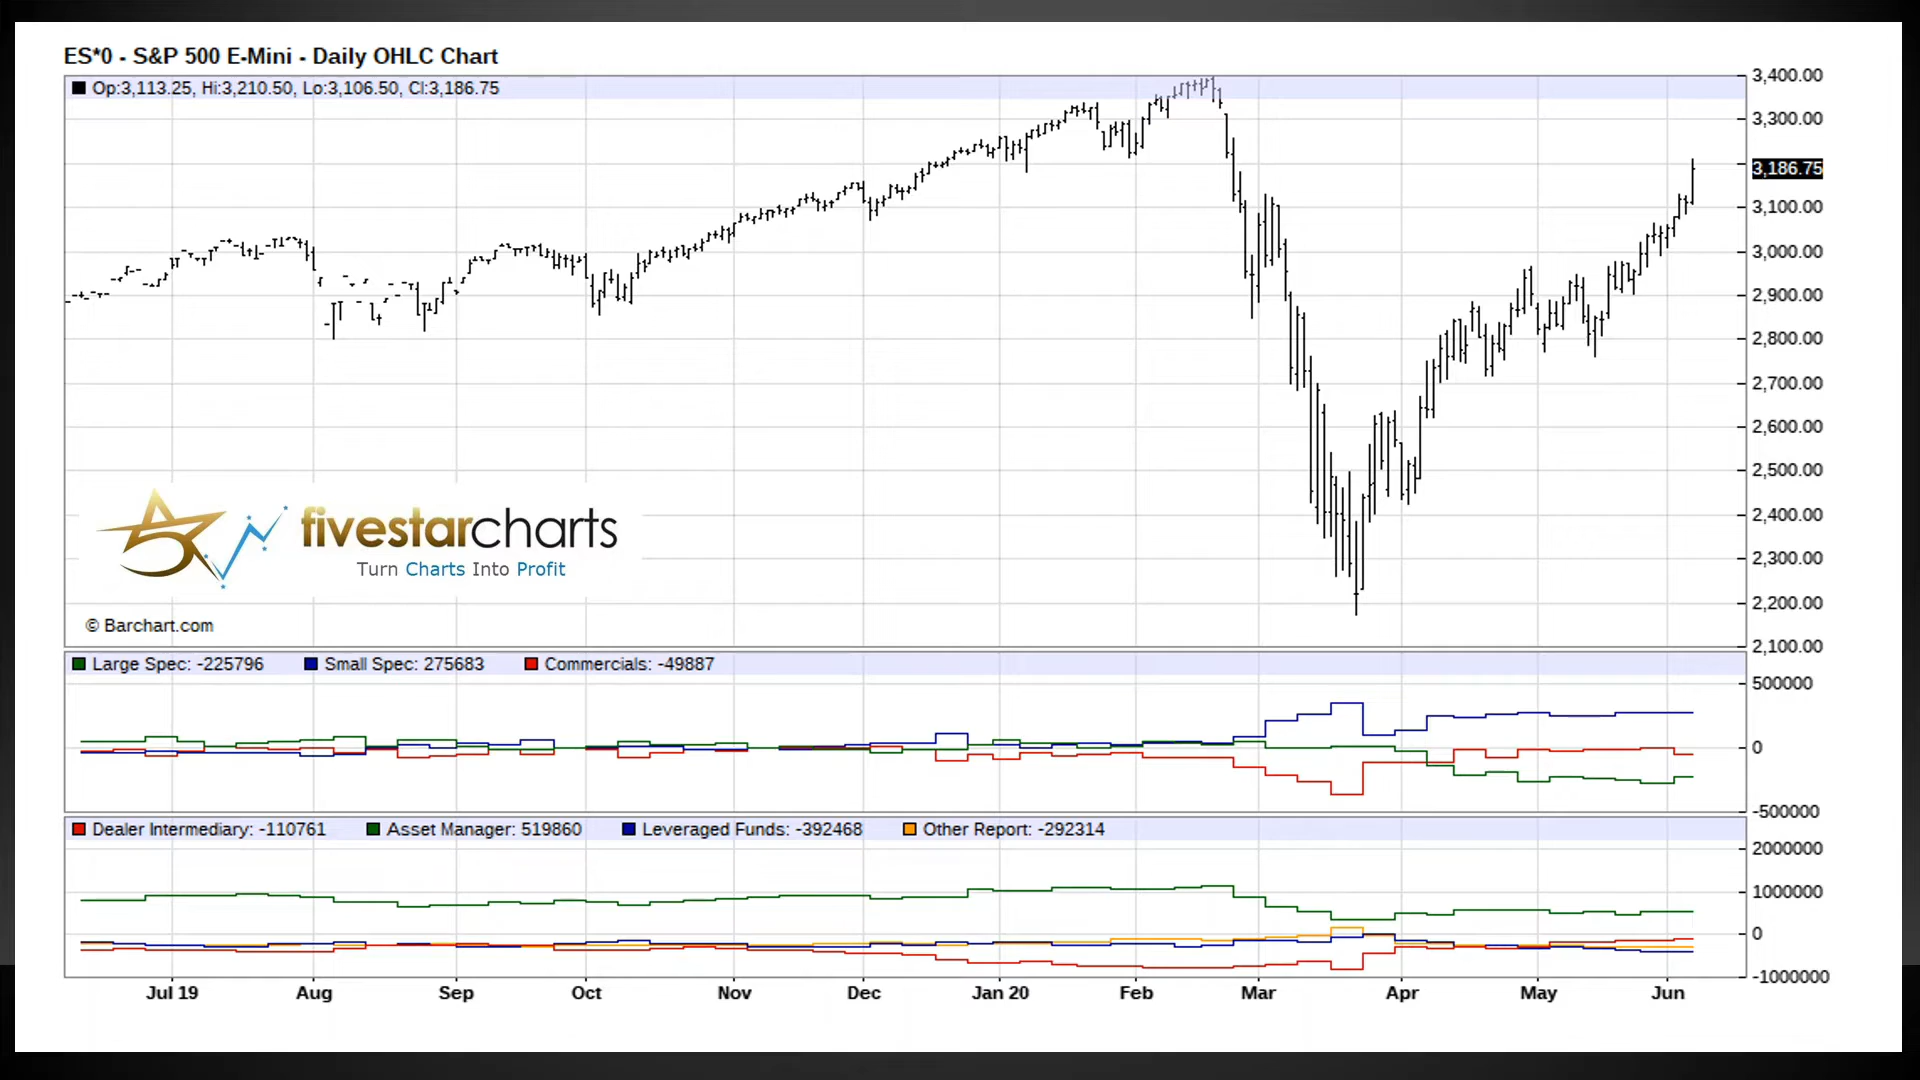 ES*0 - S&P 500 E-Mini - Daily OHLC Chart
Op:3,113.25, Hi:3,210.50, Lo:3,106.50, Cl:3,186.75
3,400.00
3,300.00
3,186.75
3,100.00
3,000.00
2,900.00
2,800.00
2,700.00
2,600.00
2,500.00
2,400.00
2,300.00
2,200.00
2,100.00
fivestarcharts
Turn Charts Into Profit
© Barchart.com
Large Spec: -225796 Small Spec: 275683 Commercials: -49887
500000
0
-500000
Dealer Intermediary: -110761 Asset Manager: 519860 Leveraged Funds: -392468 Other Report: -292314
2000000
1000000
0
-1000000
Jul 19 Aug Sep Oct Nov Dec Jan 20 Feb Mar Apr May Jun